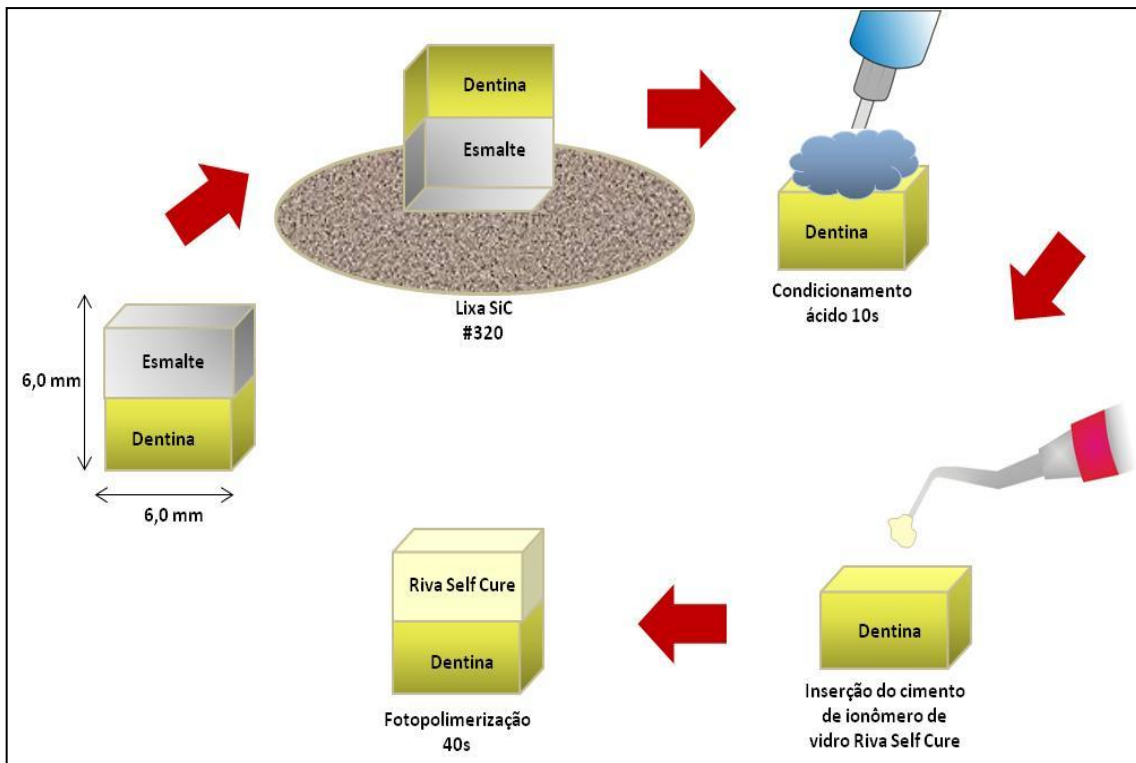 6,0 mm
Esmalte
Dentina
6,0 mm
Dentina
Esmalte
Lixa SiC
#320
Dentina
Condicionamento
ácido 10s
Dentina
Inserção do cimento
de ionômero de
vidro Riva Self Cure
Riva Self Cure
Dentina
Fotopolimerização
40s